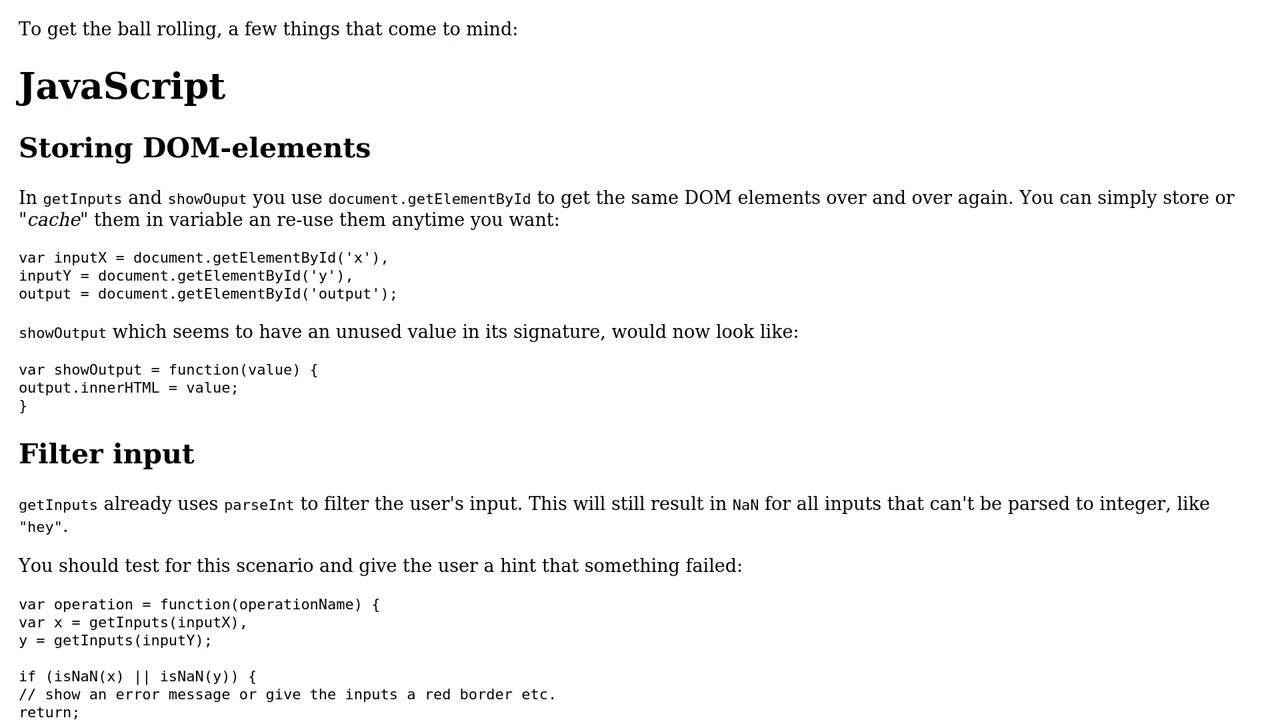 To get the ball rolling, a few things that come to mind:
JavaScript
Storing DOM-elements
In getInputs and showOuput you use document.getElementById to get the same DOM elements over and over again. You can simply store or
"cache" them in variable an re-use them anytime you want:
var inputX = document.getElementById('x'),
inputY = document.getElementById('y'),
output = document.getElementById('output');
showOutput which seems to have an unused value in its signature, would now look like:
var showOutput = function(value) {
output.innerHTML = value;
}
Filter input
getInputs already uses parseInt to filter the user's input. This will still result in NaN for all inputs that can't be parsed to integer, like
"hey".
You should test for this scenario and give the user a hint that something failed:
var operation = function(operationName) {
var x = getInputs(inputX),
y = getInputs(inputY);
if (isNaN(x) || isNaN(y)) {
// show an error message or give the inputs a red border etc.
return;